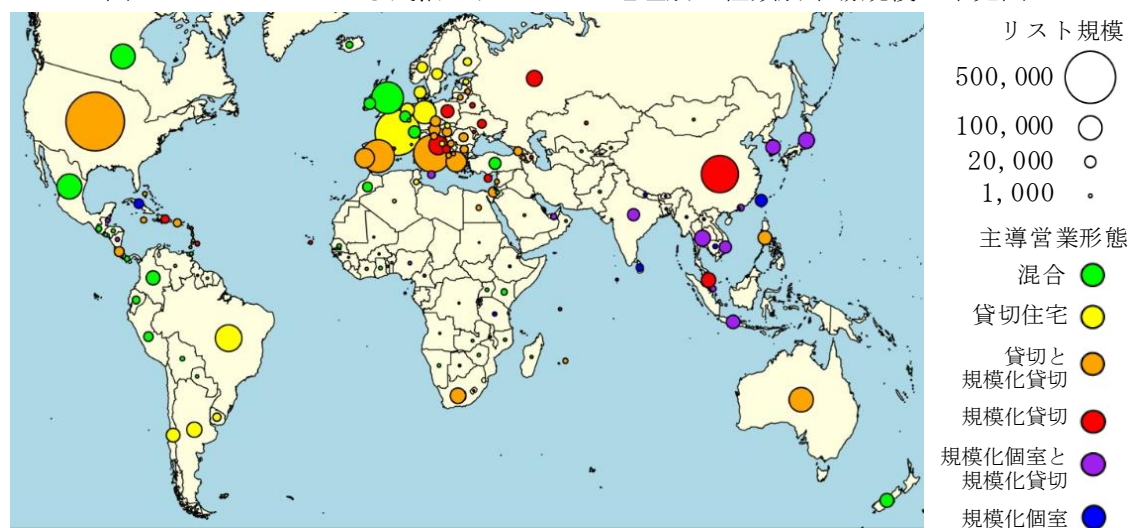 リスト規模
500,000
100,000
20,000
1,000
主導営業形態
混合
貸切住宅
貸切と
規模化貸切
規模化貸切
規模化個室と
規模化貸切
規模化個室